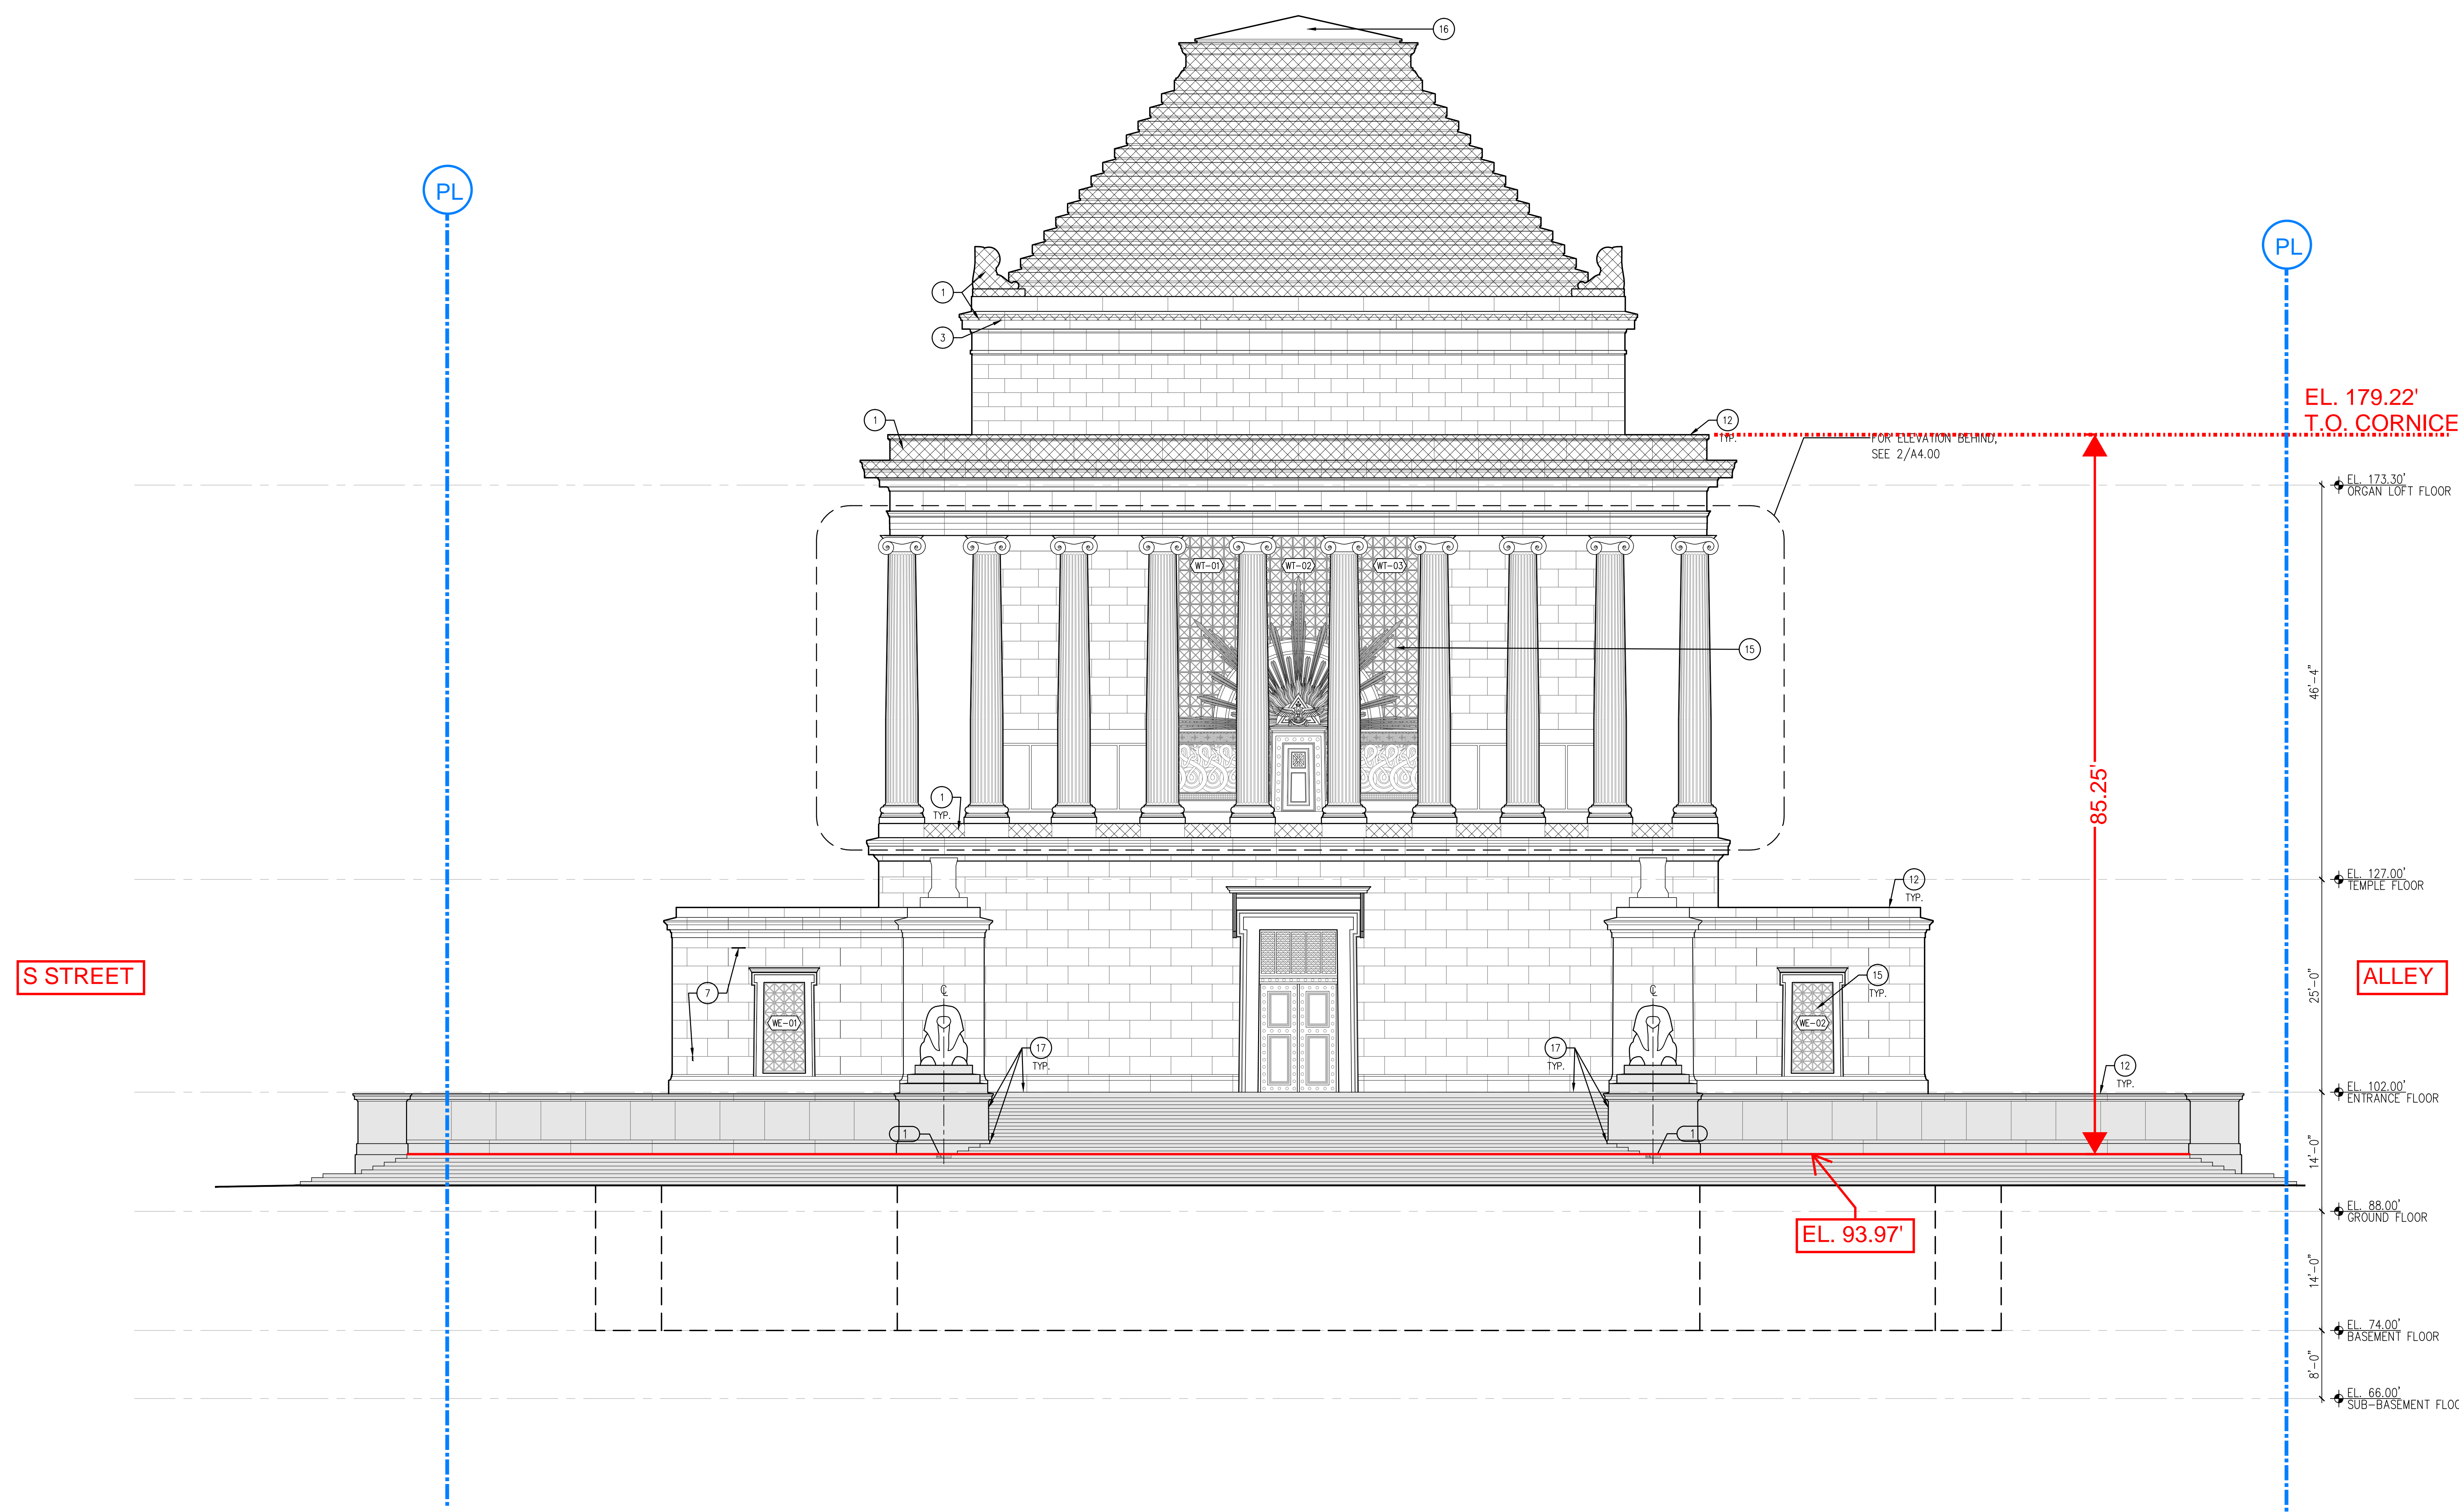 16
PL
PL
1
3
EL. 179.22'
T.O. CORNICE
1
12
TYP.
FOR ELEVATION BEHIND,
SEE 2/A4.00
EL. 173.30'
ORGAN LOFT FLOOR
WT-01
WT-02
WT-03
15
46'-4"
85.25'
1
TYP.
EL. 127.00'
TEMPLE FLOOR
12
TYP.
S STREET
ALLEY
7
15
TYP.
25'-0"
℄
℄
WE-01
WE-02
17
TYP.
17
TYP.
12
TYP.
EL. 102.00'
ENTRANCE FLOOR
1
1
14'-0"
EL. 93.97'
EL. 88.00'
GROUND FLOOR
14'-0"
EL. 74.00'
BASEMENT FLOOR
8'-0"
EL. 66.00'
SUB-BASEMENT FLOO